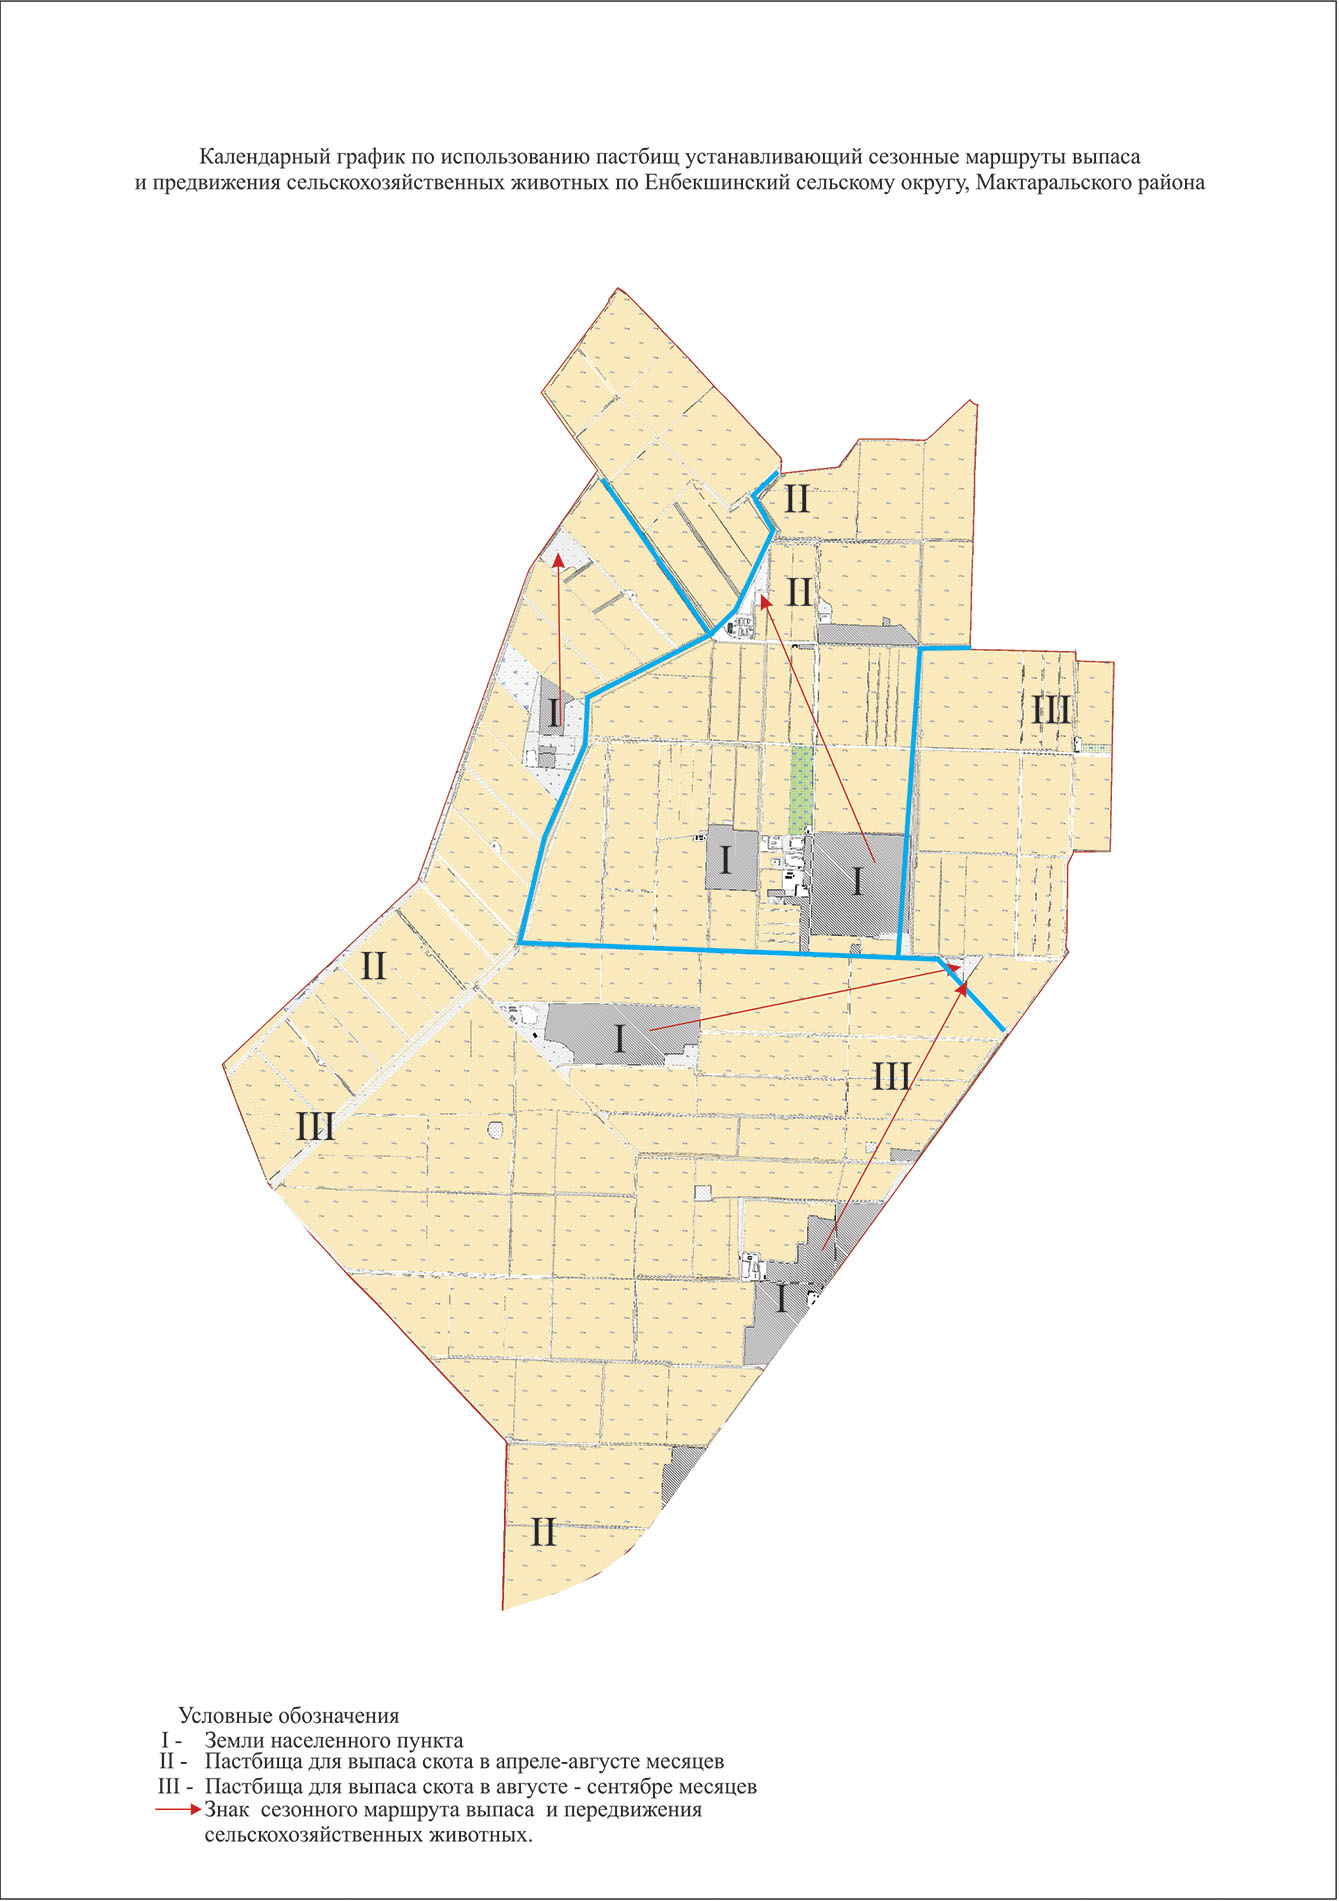 Календарный график по использованию пастбищ устанавливающий сезонные маршруты выпаса
и предвижения сельскохозяйственных животных по Енбекшинский сельскому округу, Мактаральского района
II
II
I
III
I
I
II
I
III
III
I
II
Условные обозначения
I - Земли населенного пункта
II - Пастбища для выпаса скота в апреле-августе месяцев
III - Пастбища для выпаса скота в августе - сентябре месяцев
Знак сезонного маршрута выпаса и передвижения
сельскохозяйственных животных.